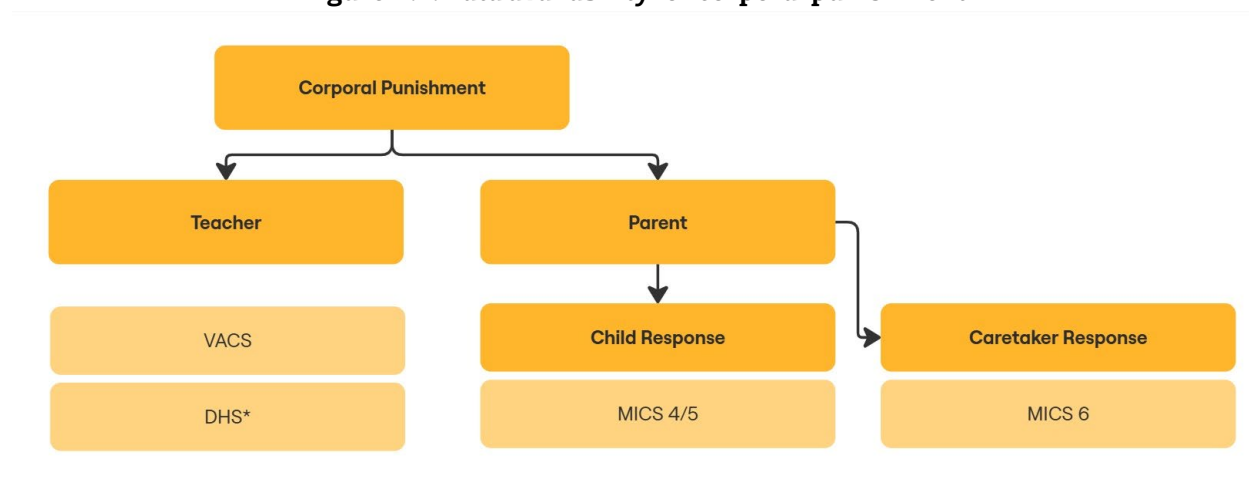 Corporal Punishment
Teacher
Parent
VACS
Child Response
Caretaker Response
DHS*
MICS 4/5
MICS 6